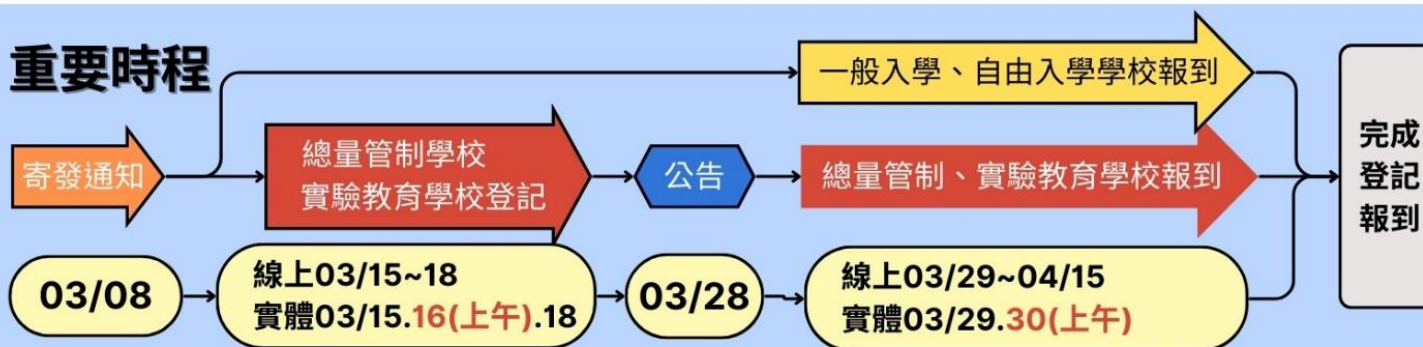 重要時程
一般入學、自由入學學校報到
寄發通知
總量管制學校
實驗教育學校登記
公告
總量管制、實驗教育學校報到
完成
登記
報到
03/08
線上03/15~18
實體03/15.16(上午).18
03/28
線上03/29~04/15
實體03/29.30(上午)